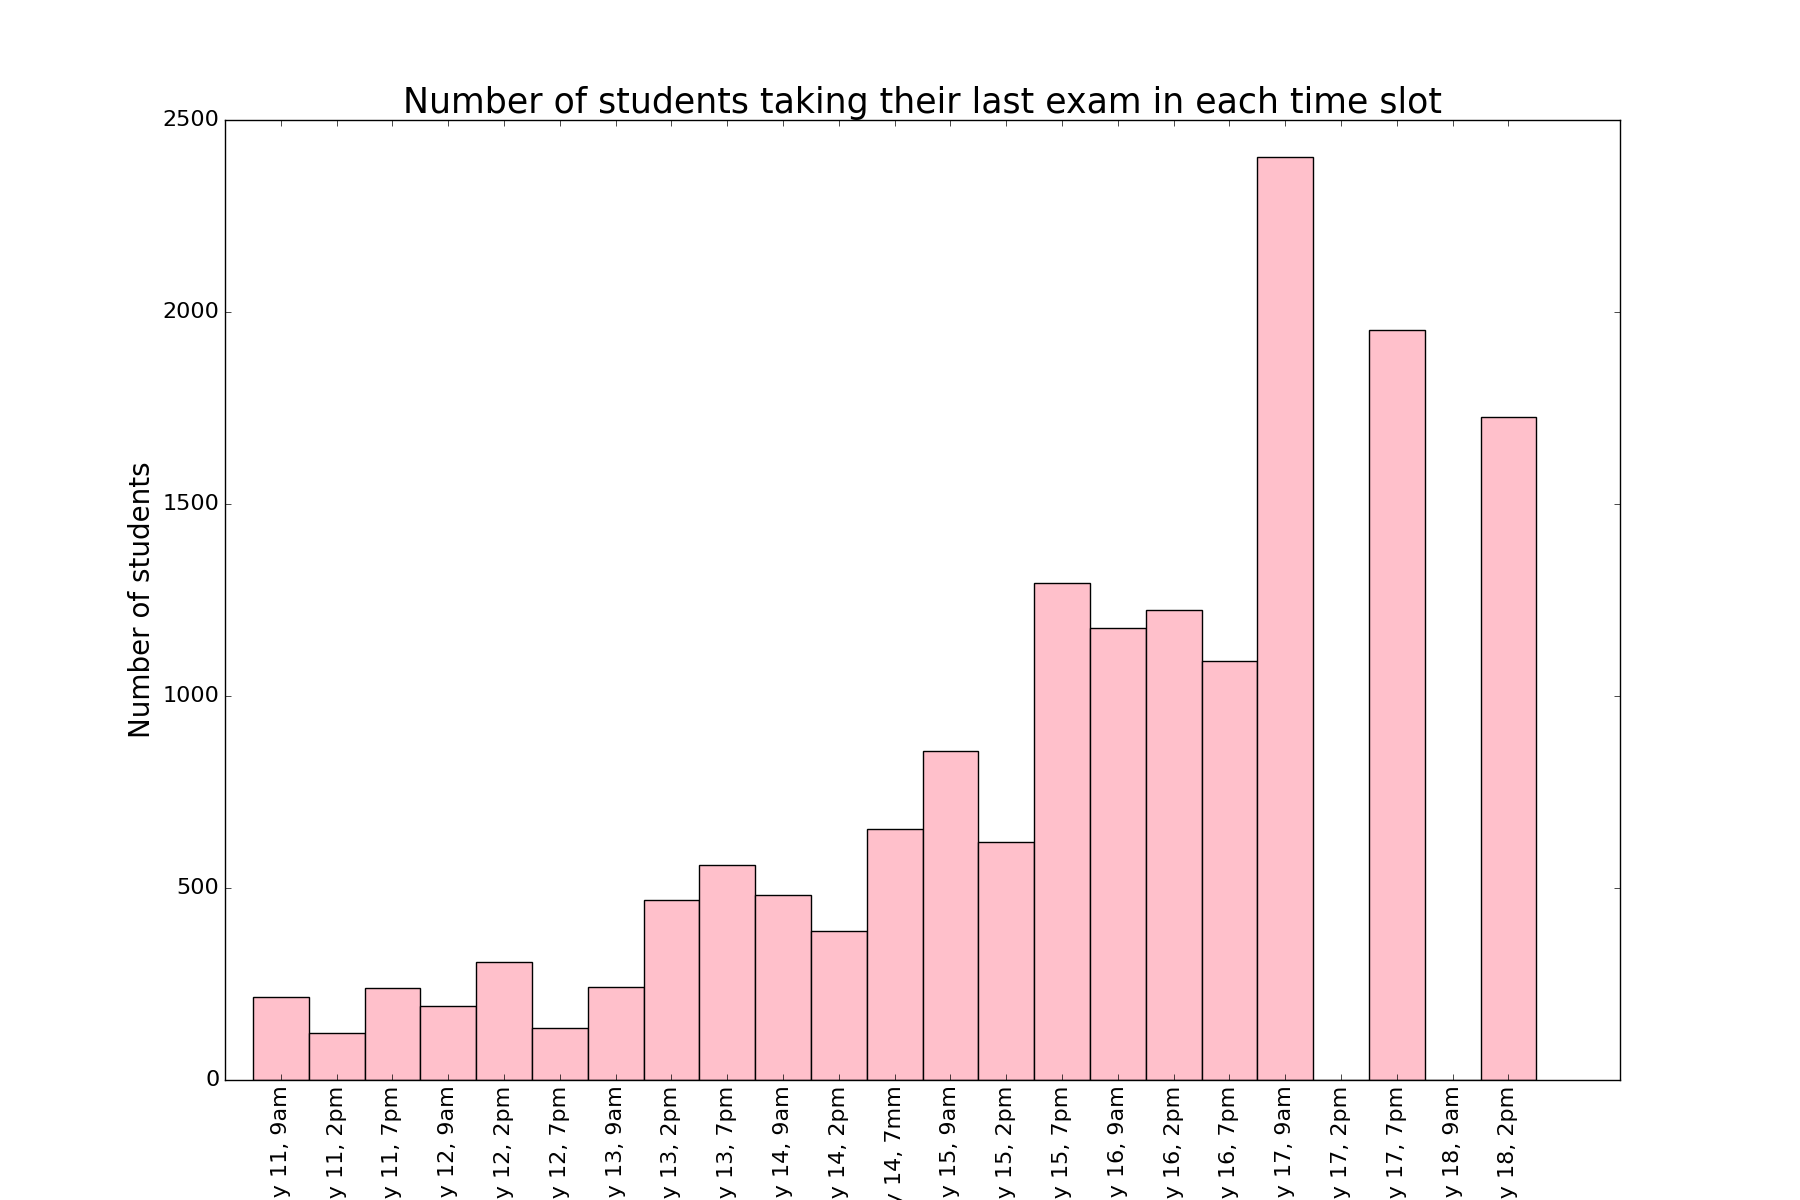 Number of students taking their last exam in each time slot
Number of students
2500
2000
1500
1000
500
0
y 11, 9am
y 11, 2pm
y 11, 7pm
y 12, 9am
y 12, 2pm
y 12, 7pm
y 13, 9am
y 13, 2pm
y 13, 7pm
y 14, 9am
y 14, 2pm
y 14, 7mm
y 15, 9am
y 15, 2pm
y 15, 7pm
y 16, 9am
y 16, 2pm
y 16, 7pm
y 17, 9am
y 17, 2pm
y 17, 7pm
y 18, 9am
y 18, 2pm